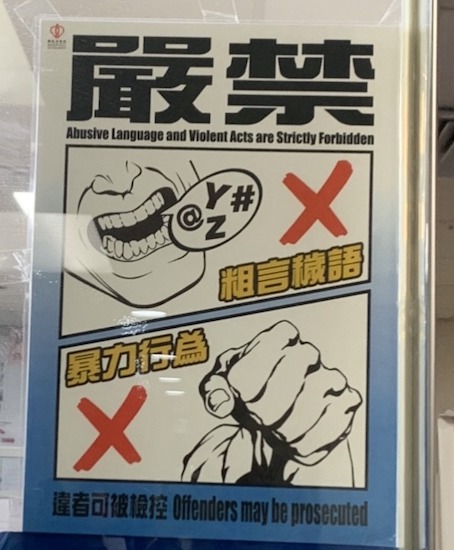 嚴禁
Abusive Language and Violent Acts are Strictly Forbidden
@Y#
Z
粗言穢語
暴力行為
違者可被檢控 Offenders may be prosecuted